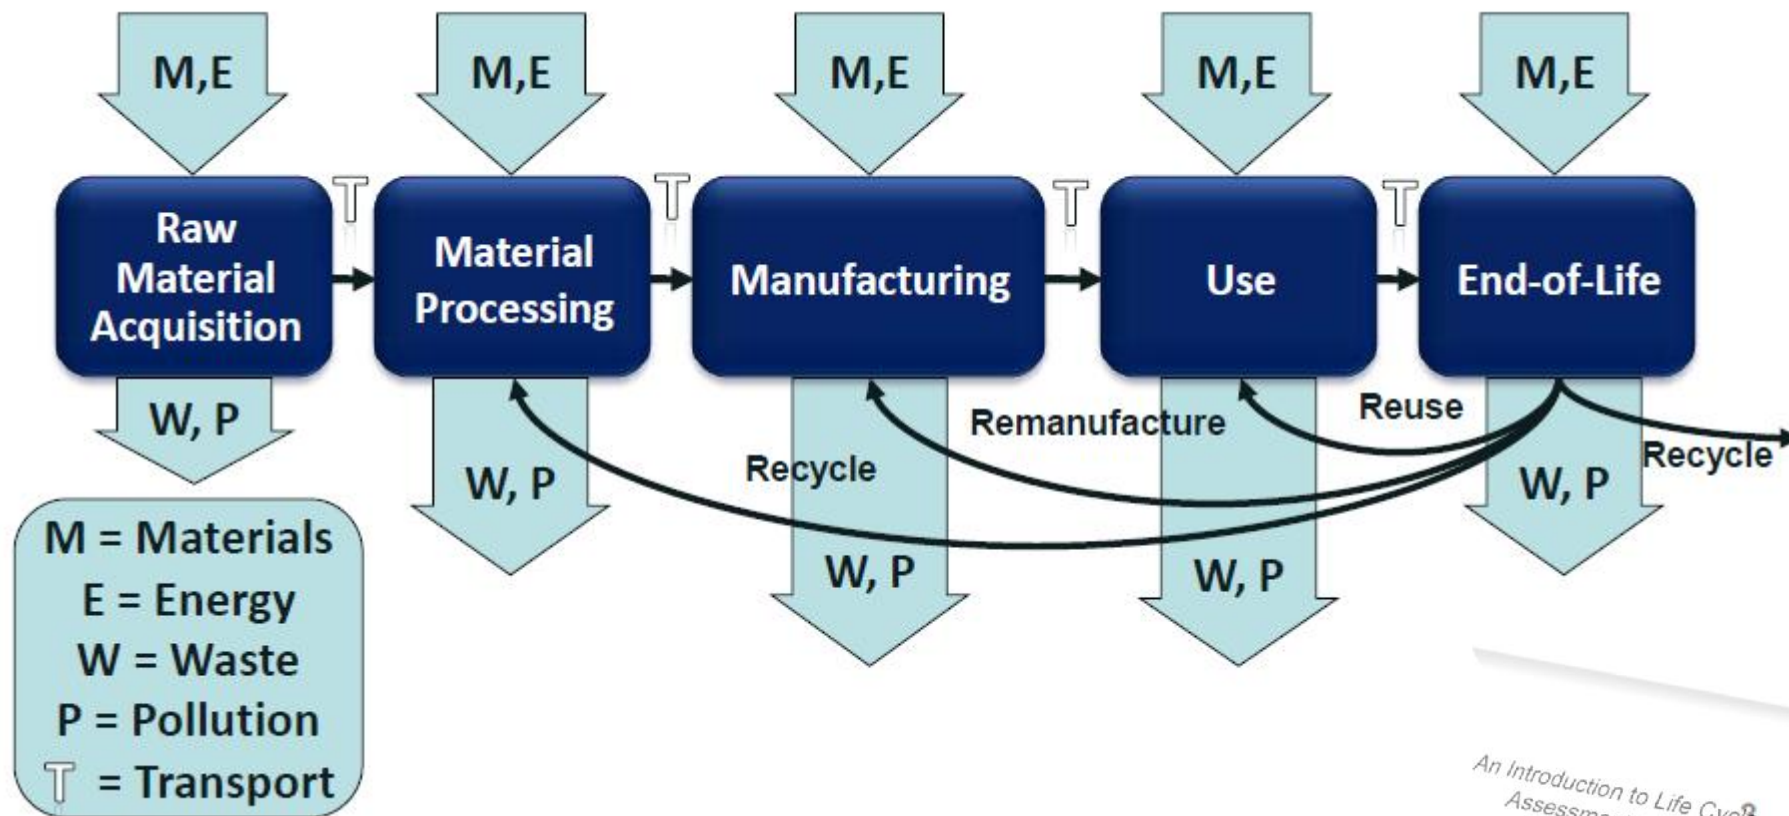 M,E
M,E
M,E
M,E
M,E
T
T
T
T
Raw
Material
Acquisition
Material
Processing
Manufacturing
Use
End-of-Life
W, P
W, P
W, P
W, P
W, P
Recycle
Remanufacture
Reuse
Recycle
M = Materials
E = Energy
W = Waste
P = Pollution
T = Transport
An Introduction to Life